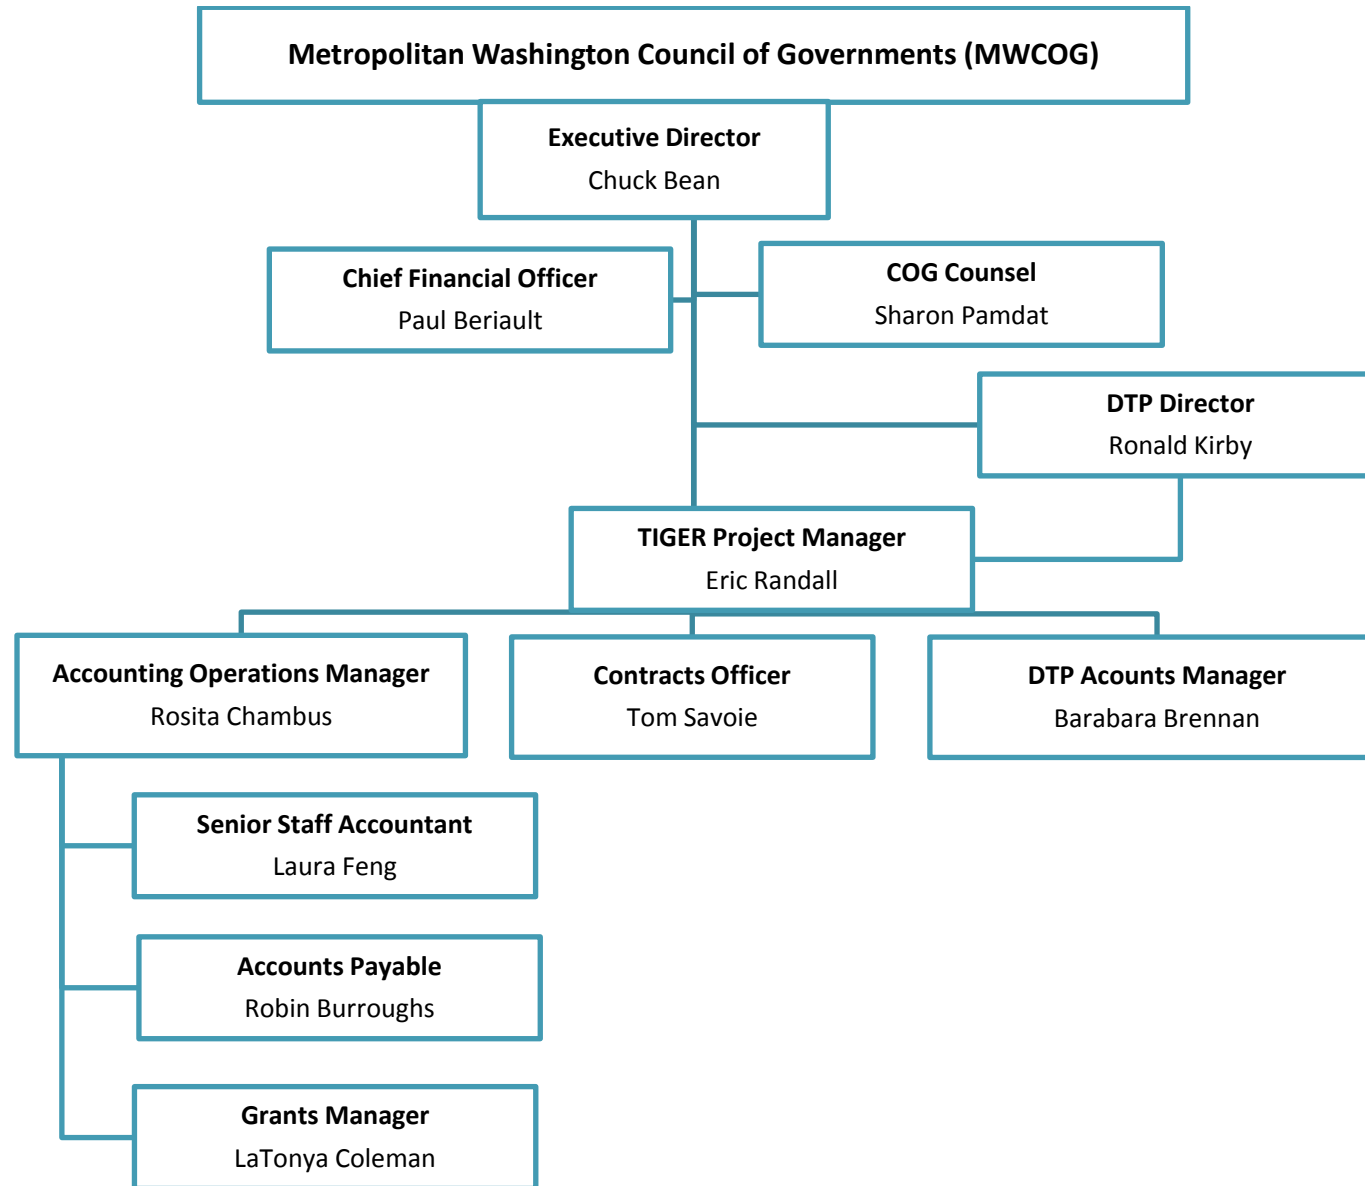 Metropolitan Washington Council of Governments (MWCOG)
Executive Director
Chuck Bean
Chief Financial Officer
Paul Beriault
COG Counsel
Sharon Pamdat
DTP Director
Ronald Kirby
TIGER Project Manager
Eric Randall
Accounting Operations Manager
Rosita Chambus
Contracts Officer
Tom Savoie
DTP Acounts Manager
Barabara Brennan
Senior Staff Accountant
Laura Feng
Accounts Payable
Robin Burroughs
Grants Manager
LaTonya Coleman